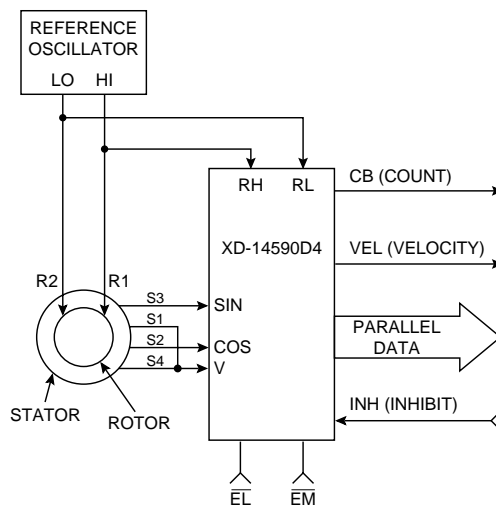 REFERENCE
OSCILLATOR
LO HI
RH RL
CB (COUNT)
XD-14590D4
VEL (VELOCITY)
R2 R1
S3
SIN
S1
S2
COS
S4
V
PARALLEL
DATA
INH (INHIBIT)
STATOR
ROTOR
EL EM